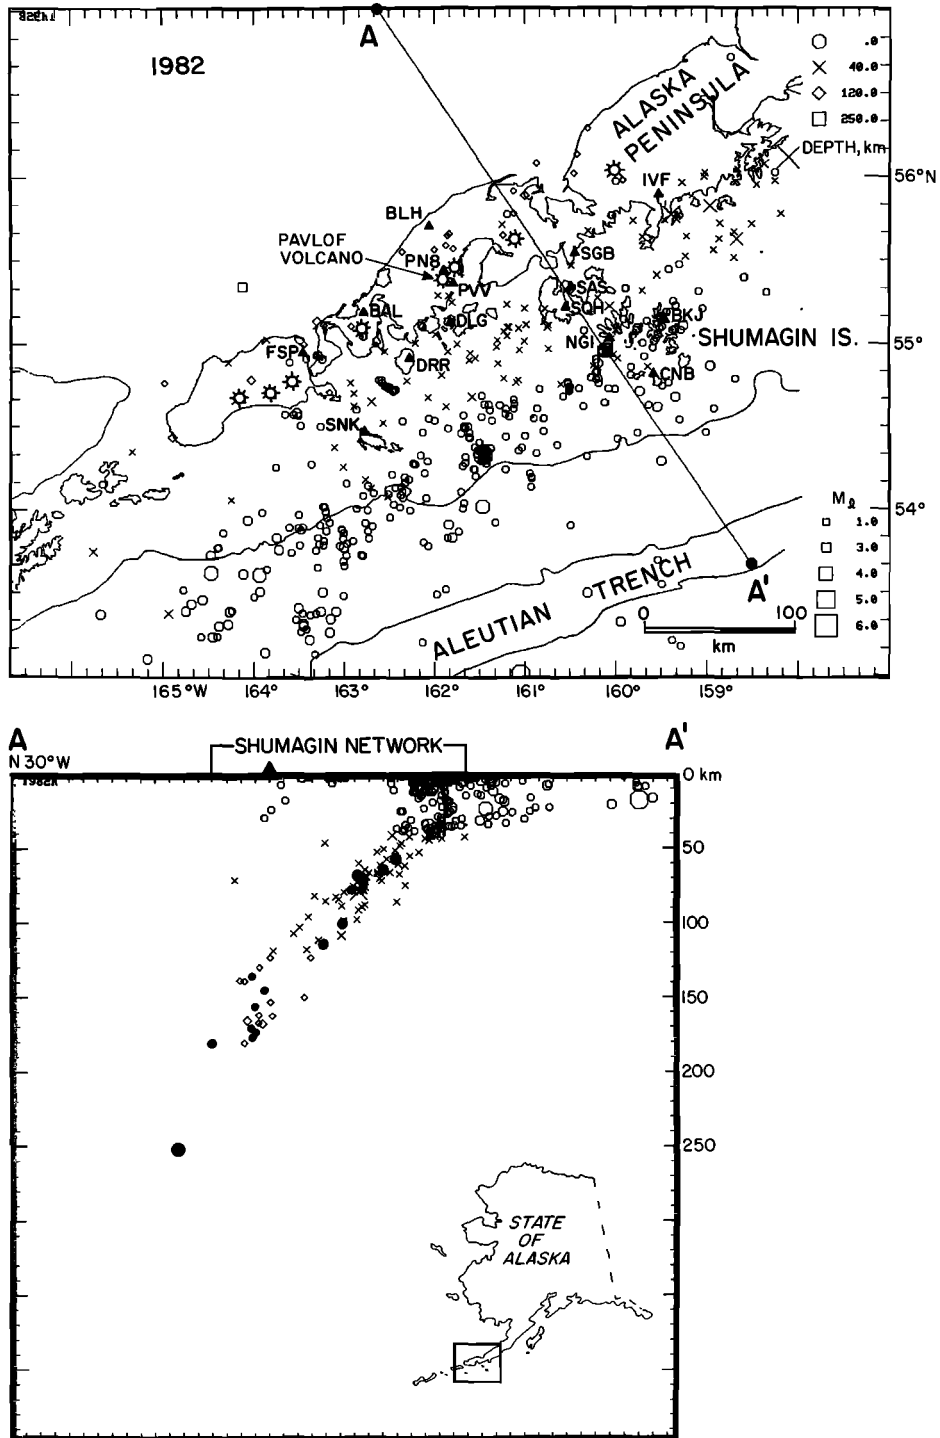 1982
A
ALASKA
PENINSULA
.0
40.0
120.0
250.0
DEPTH, km
56°N
IVF
BLH
PAVLOF
VOLCANO
PN8
SGB
PVV
SAS
SQH
BAL
DLG
BKJ
NGI
SHUMAGIN IS.
55°
FSP
DRR
CNB
SNK
54°
Mℓ
1.0
3.0
4.0
5.0
6.0
ALEUTIAN TRENCH
A'
0 100
km
165°W 164° 163° 162° 161° 160° 159°
A
N 30°W
SHUMAGIN NETWORK
A'
0 km
50
100
150
200
250
STATE
OF
ALASKA